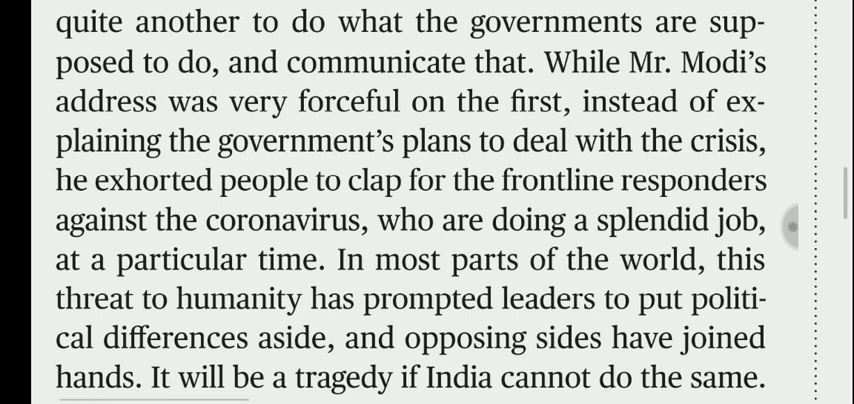 quite another to do what the governments are sup-
posed to do, and communicate that. While Mr. Modi’s
address was very forceful on the first, instead of ex-
plaining the government’s plans to deal with the crisis,
he exhorted people to clap for the frontline responders
against the coronavirus, who are doing a splendid job,
at a particular time. In most parts of the world, this
threat to humanity has prompted leaders to put politi-
cal differences aside, and opposing sides have joined
hands. It will be a tragedy if India cannot do the same.